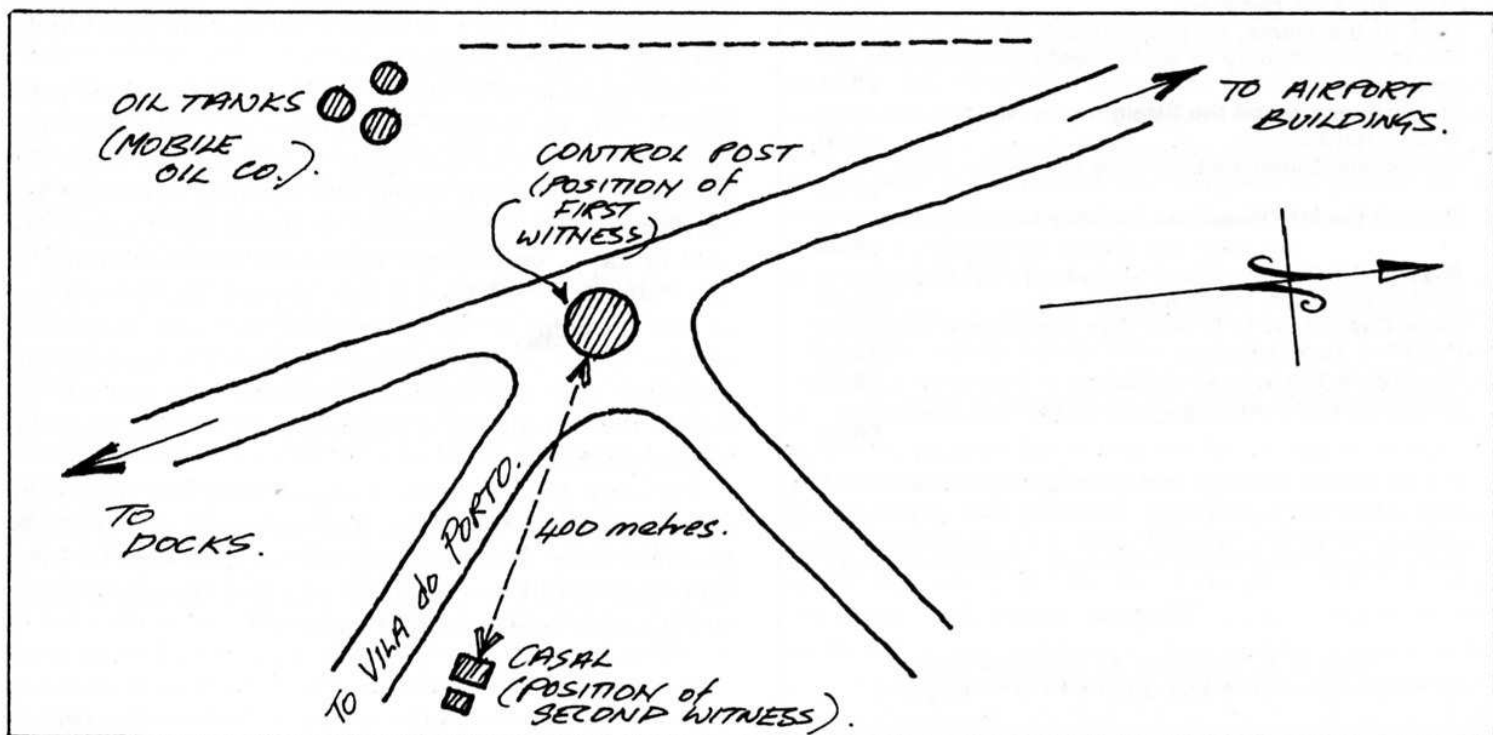 OIL TANKS
(MOBILE
OIL CO.).
TO AIRPORT
BUILDINGS.
CONTROL POST
(POSITION of
FIRST
WITNESS)
TO
DOCKS.
TO VILA do PORTO.
400 metres.
CASAL
(POSITION of
SECOND WITNESS).